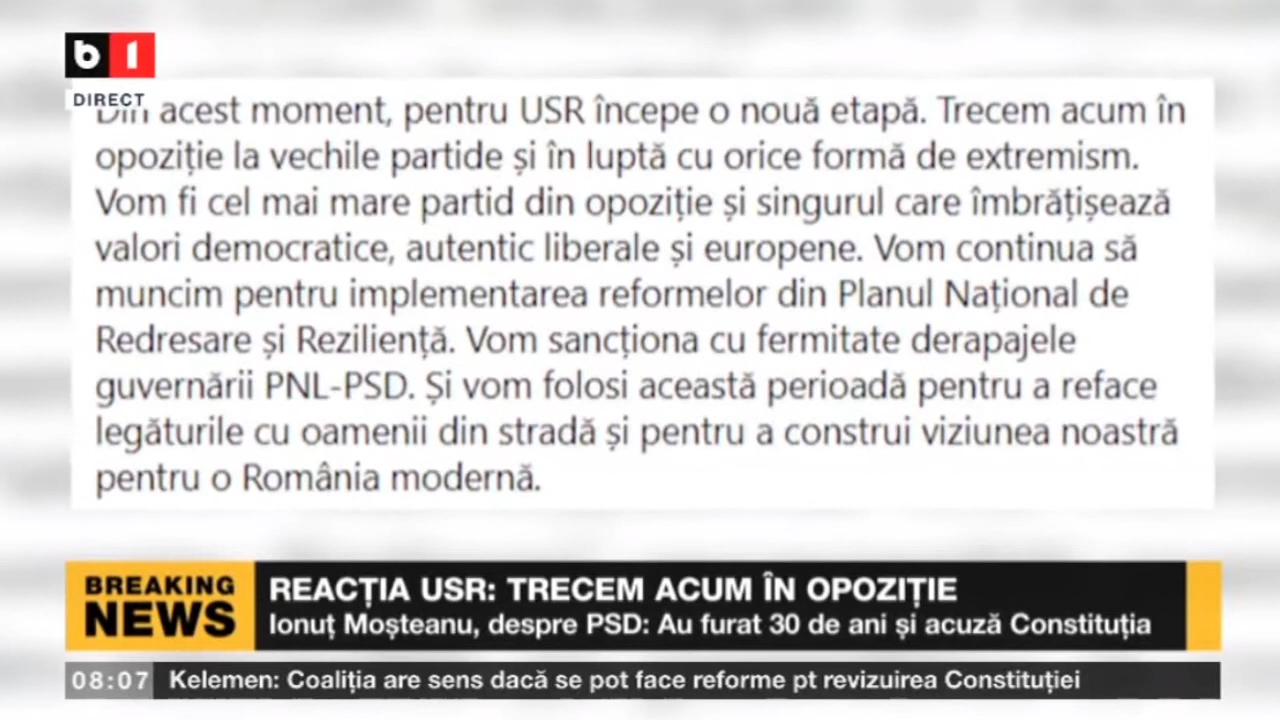 b1
DIRECT
Din acest moment, pentru USR începe o nouă etapă. Trecem acum în
opoziție la vechile partide și în luptă cu orice formă de extremism.
Vom fi cel mai mare partid din opoziție și singurul care îmbrățișează
valori democratice, autentic liberale și europene. Vom continua să
muncim pentru implementarea reformelor din Planul Național de
Redresare și Reziliență. Vom sancționa cu fermitate derapajele
guvernării PNL-PSD. Și vom folosi această perioadă pentru a reface
legăturile cu oamenii din stradă și pentru a construi viziunea noastră
pentru o România modernă.
BREAKING
NEWS
REACȚIA USR: TRECEM ACUM ÎN OPOZIȚIE
Ionuț Moșteanu, despre PSD: Au furat 30 de ani și acuză Constituția
08:07 Kelemen: Coaliția are sens dacă se pot face reforme pt revizuirea Constituției